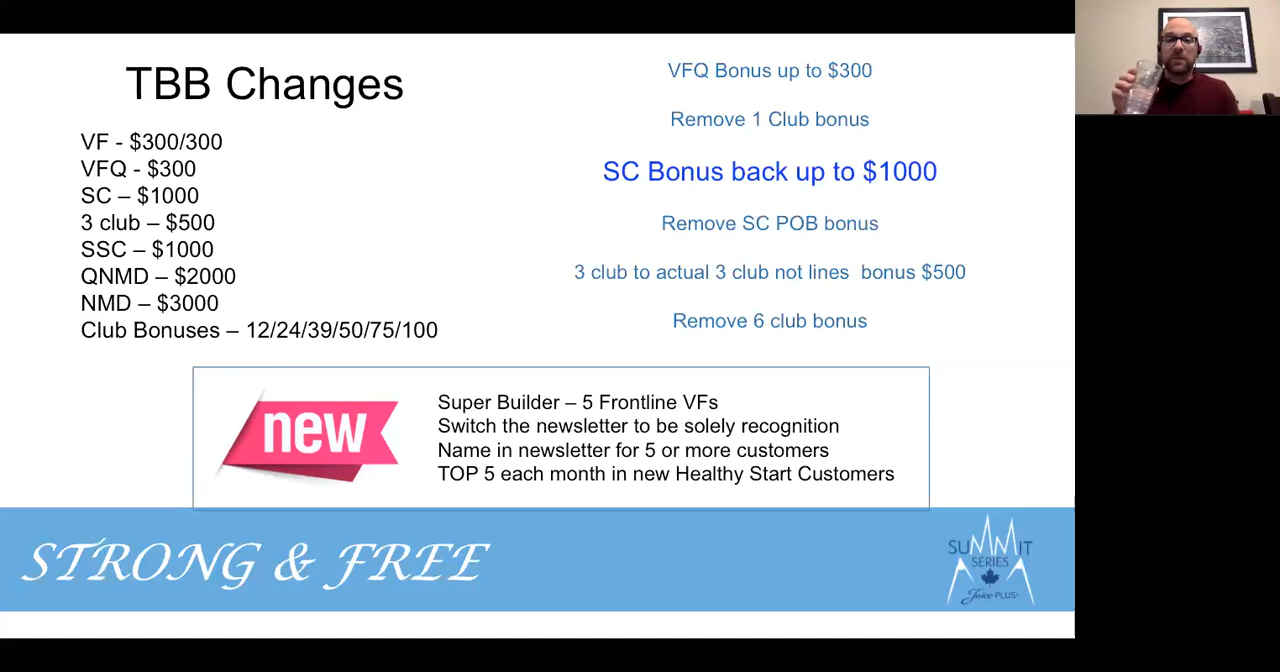 TBB Changes
VF - $300/300
VFQ - $300
SC – $1000
3 club – $500
SSC – $1000
QNMD – $2000
NMD – $3000
Club Bonuses – 12/24/39/50/75/100
VFQ Bonus up to $300
Remove 1 Club bonus
SC Bonus back up to $1000
Remove SC POB bonus
3 club to actual 3 club not lines  bonus $500
Remove 6 club bonus
new
Super Builder – 5 Frontline VFs
Switch the newsletter to be solely recognition
Name in newsletter for 5 or more customers
TOP 5 each month in new Healthy Start Customers
STRONG & FREE
SUMMIT
SERIES
Juice PLUS+